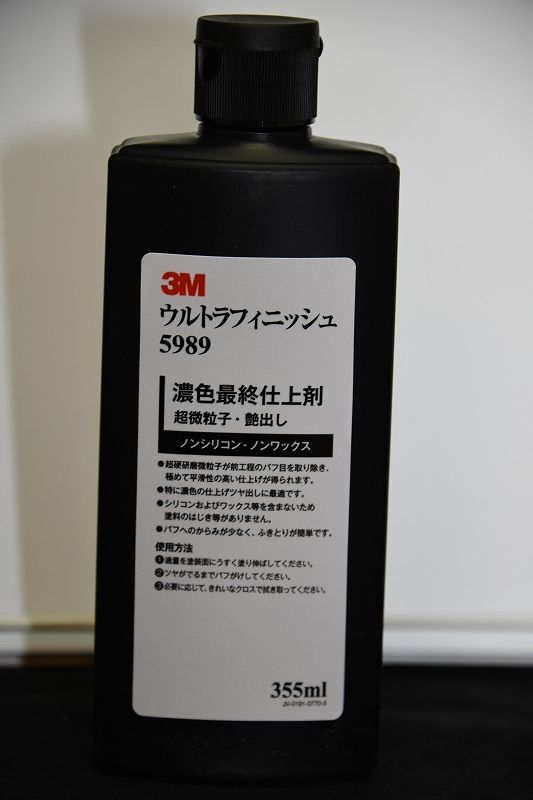 3M
ウルトラフィニッシュ
5989
濃色最終仕上剤
超微粒子・艶出し
ノンシリコン・ノンワックス
●超硬研磨微粒子が前工程のバフ目を取り除き、
極めて平滑性の高い仕上げが得られます。
●特に濃色の仕上げツヤ出しに最適です。
●シリコンおよびワックス等を含まないため
塗料のはじき等がありません。
●バフへのからみが少なく、ふきとりが簡単です。
使用方法
❶適量を塗装面にうすく塗り伸ばしてください。
❷ツヤがでるまでバフがけしてください。
❸必要に応じて、きれいなクロスで拭き取ってください。
355ml
JV-0191-0770-3